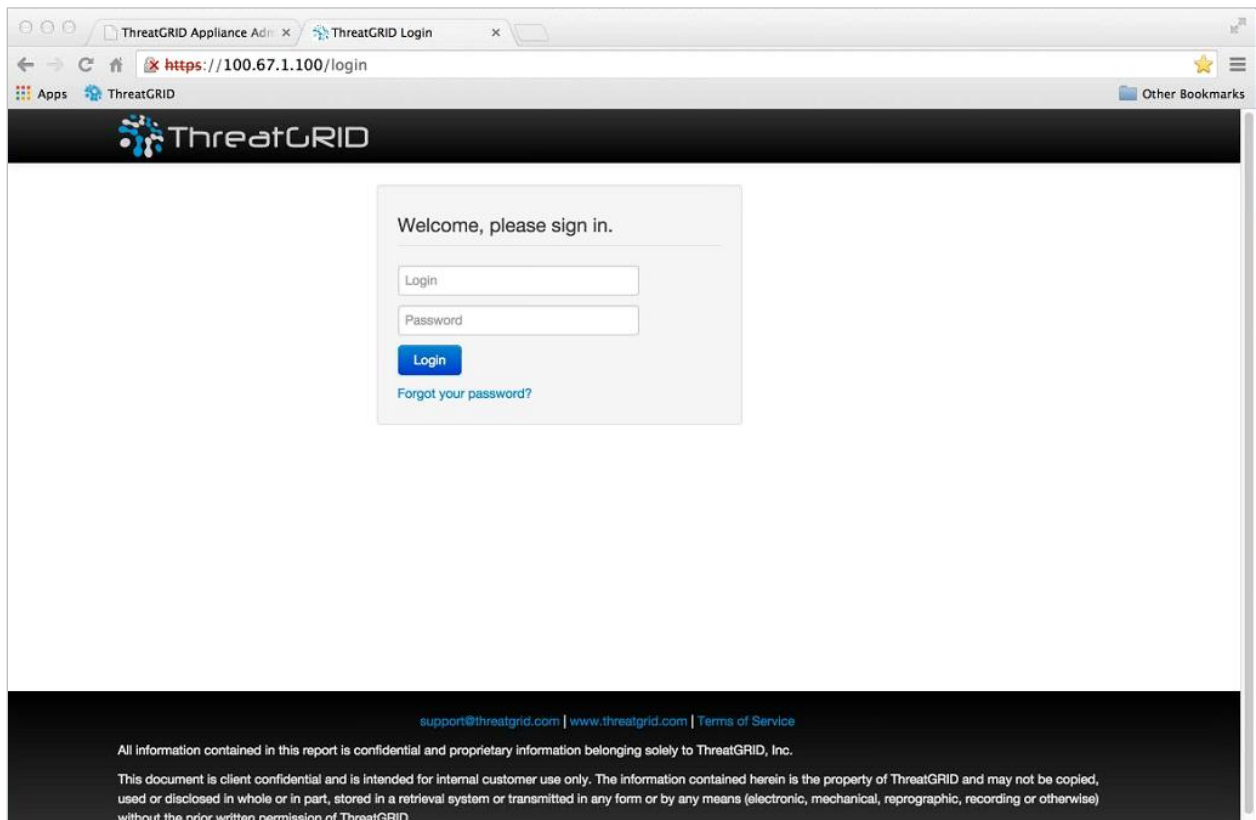 ThreatGRID Appliance Adm
ThreatGRID Login
https://100.67.1.100/login
Apps ThreatGRID Other Bookmarks
ThreatGRID
Welcome, please sign in.
Login
Password
Login
Forgot your password?
support@threatgrid.com | www.threatgrid.com | Terms of Service
All information contained in this report is confidential and proprietary information belonging solely to ThreatGRID, Inc.
This document is client confidential and is intended for internal customer use only. The information contained herein is the property of ThreatGRID and may not be copied,
used or disclosed in whole or in part, stored in a retrieval system or transmitted in any form or by any means (electronic, mechanical, reprographic, recording or otherwise)
without the prior written permission of ThreatGRID